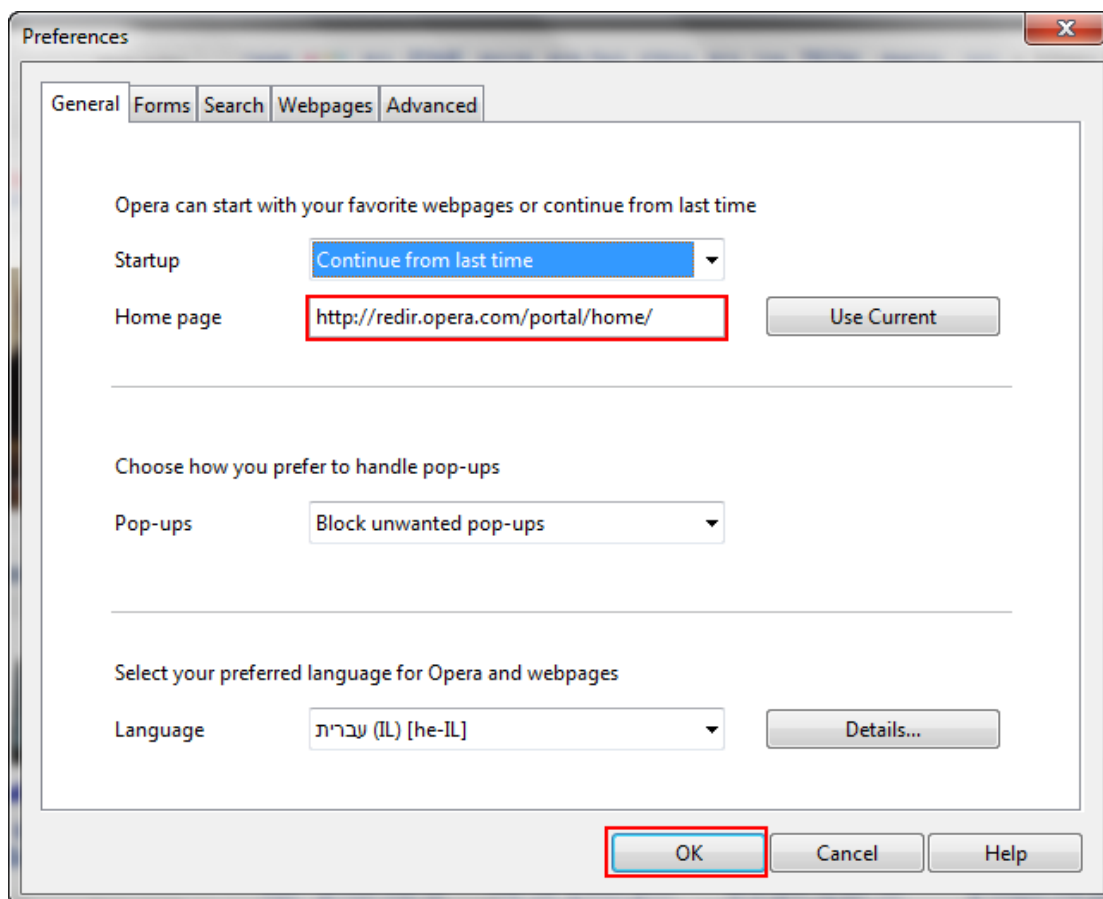 Preferences
General Forms Search Webpages Advanced
Opera can start with your favorite webpages or continue from last time
Startup Continue from last time
Home page http://redir.opera.com/portal/home/ Use Current
Choose how you prefer to handle pop-ups
Pop-ups Block unwanted pop-ups
Select your preferred language for Opera and webpages
Language עברית (IL) [he-IL] Details...
OK Cancel Help